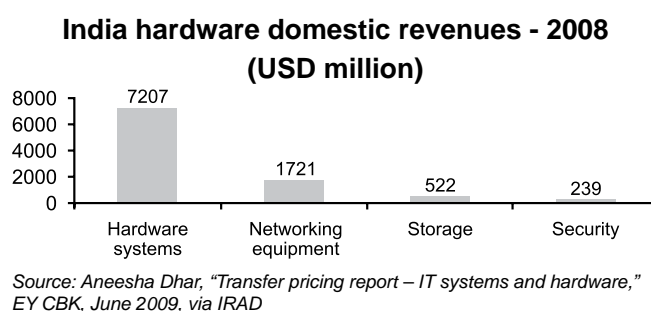 India hardware domestic revenues - 2008
(USD million)
8000
6000
4000
2000
0
7207
1721
522
239
Hardware
systems
Networking
equipment
Storage
Security
Source: Aneesha Dhar, “Transfer pricing report – IT systems and hardware,”
EY CBK, June 2009, via IRAD